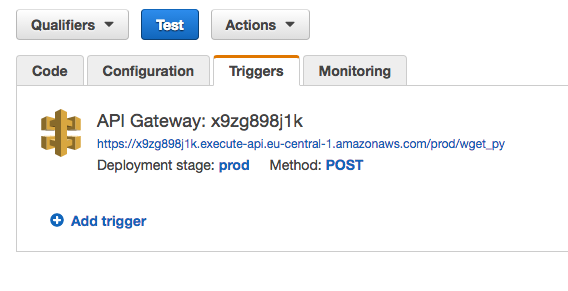 Qualifiers Test Actions
Code Configuration Triggers Monitoring
API Gateway: x9zg898j1k
https://x9zg898j1k.execute-api.eu-central-1.amazonaws.com/prod/wget_py
Deployment stage: prod Method: POST
Add trigger